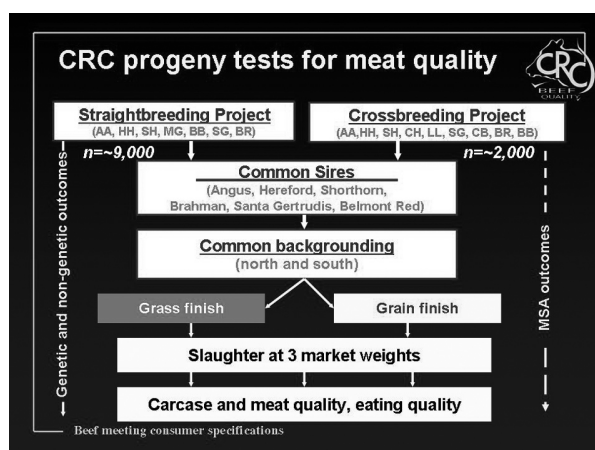 CRC progeny tests for meat quality
CRC
BEEF
QUALITY
Straightbreeding Project
(AA, HH, SH, MG, BB, SG, BR)
Crossbreeding Project
(AA,HH, SH, CH, LL, SG, CB, BR, BB)
n=~9,000
n=~2,000
Common Sires
(Angus, Hereford, Shorthorn,
Brahman, Santa Gertrudis, Belmont Red)
Common backgrounding
(north and south)
Grass finish
Grain finish
Slaughter at 3 market weights
Carcase and meat quality, eating quality
Genetic and non-genetic outcomes
MSA outcomes
Beef meeting consumer specifications